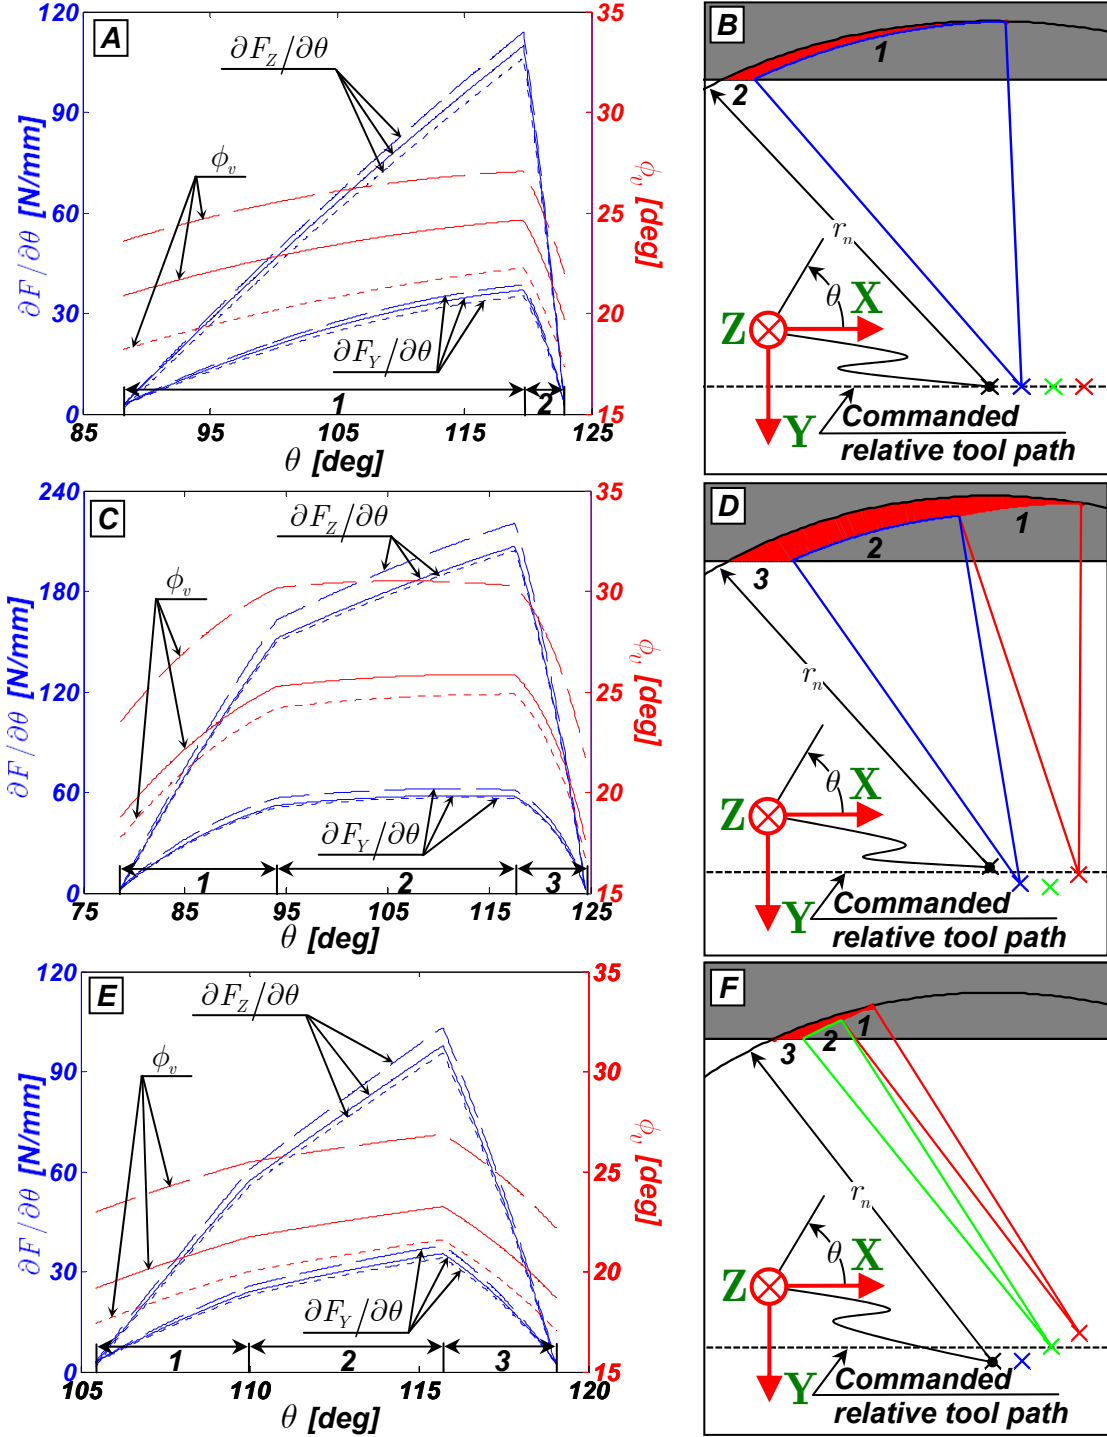 A
120
90
60
30
0
∂F/∂θ [N/mm]
∂F_Z/∂θ
ϕ_v
∂F_Y/∂θ
1
2
35
30
25
20
15
ϕ_v [deg]
85
95
105
115
125
θ [deg]
B
1
2
r_n
θ
X
Z
Y
Commanded
relative tool path
C
240
180
120
60
0
∂F/∂θ [N/mm]
∂F_Z/∂θ
ϕ_v
∂F_Y/∂θ
1
2
3
35
30
25
20
15
ϕ_v [deg]
75
85
95
105
115
125
θ [deg]
D
1
2
3
r_n
θ
X
Z
Y
Commanded
relative tool path
E
120
90
60
30
0
∂F/∂θ [N/mm]
∂F_Z/∂θ
ϕ_v
∂F_Y/∂θ
1
2
3
35
30
25
20
15
ϕ_v [deg]
105
110
115
120
θ [deg]
F
1
2
3
r_n
θ
X
Z
Y
Commanded
relative tool path